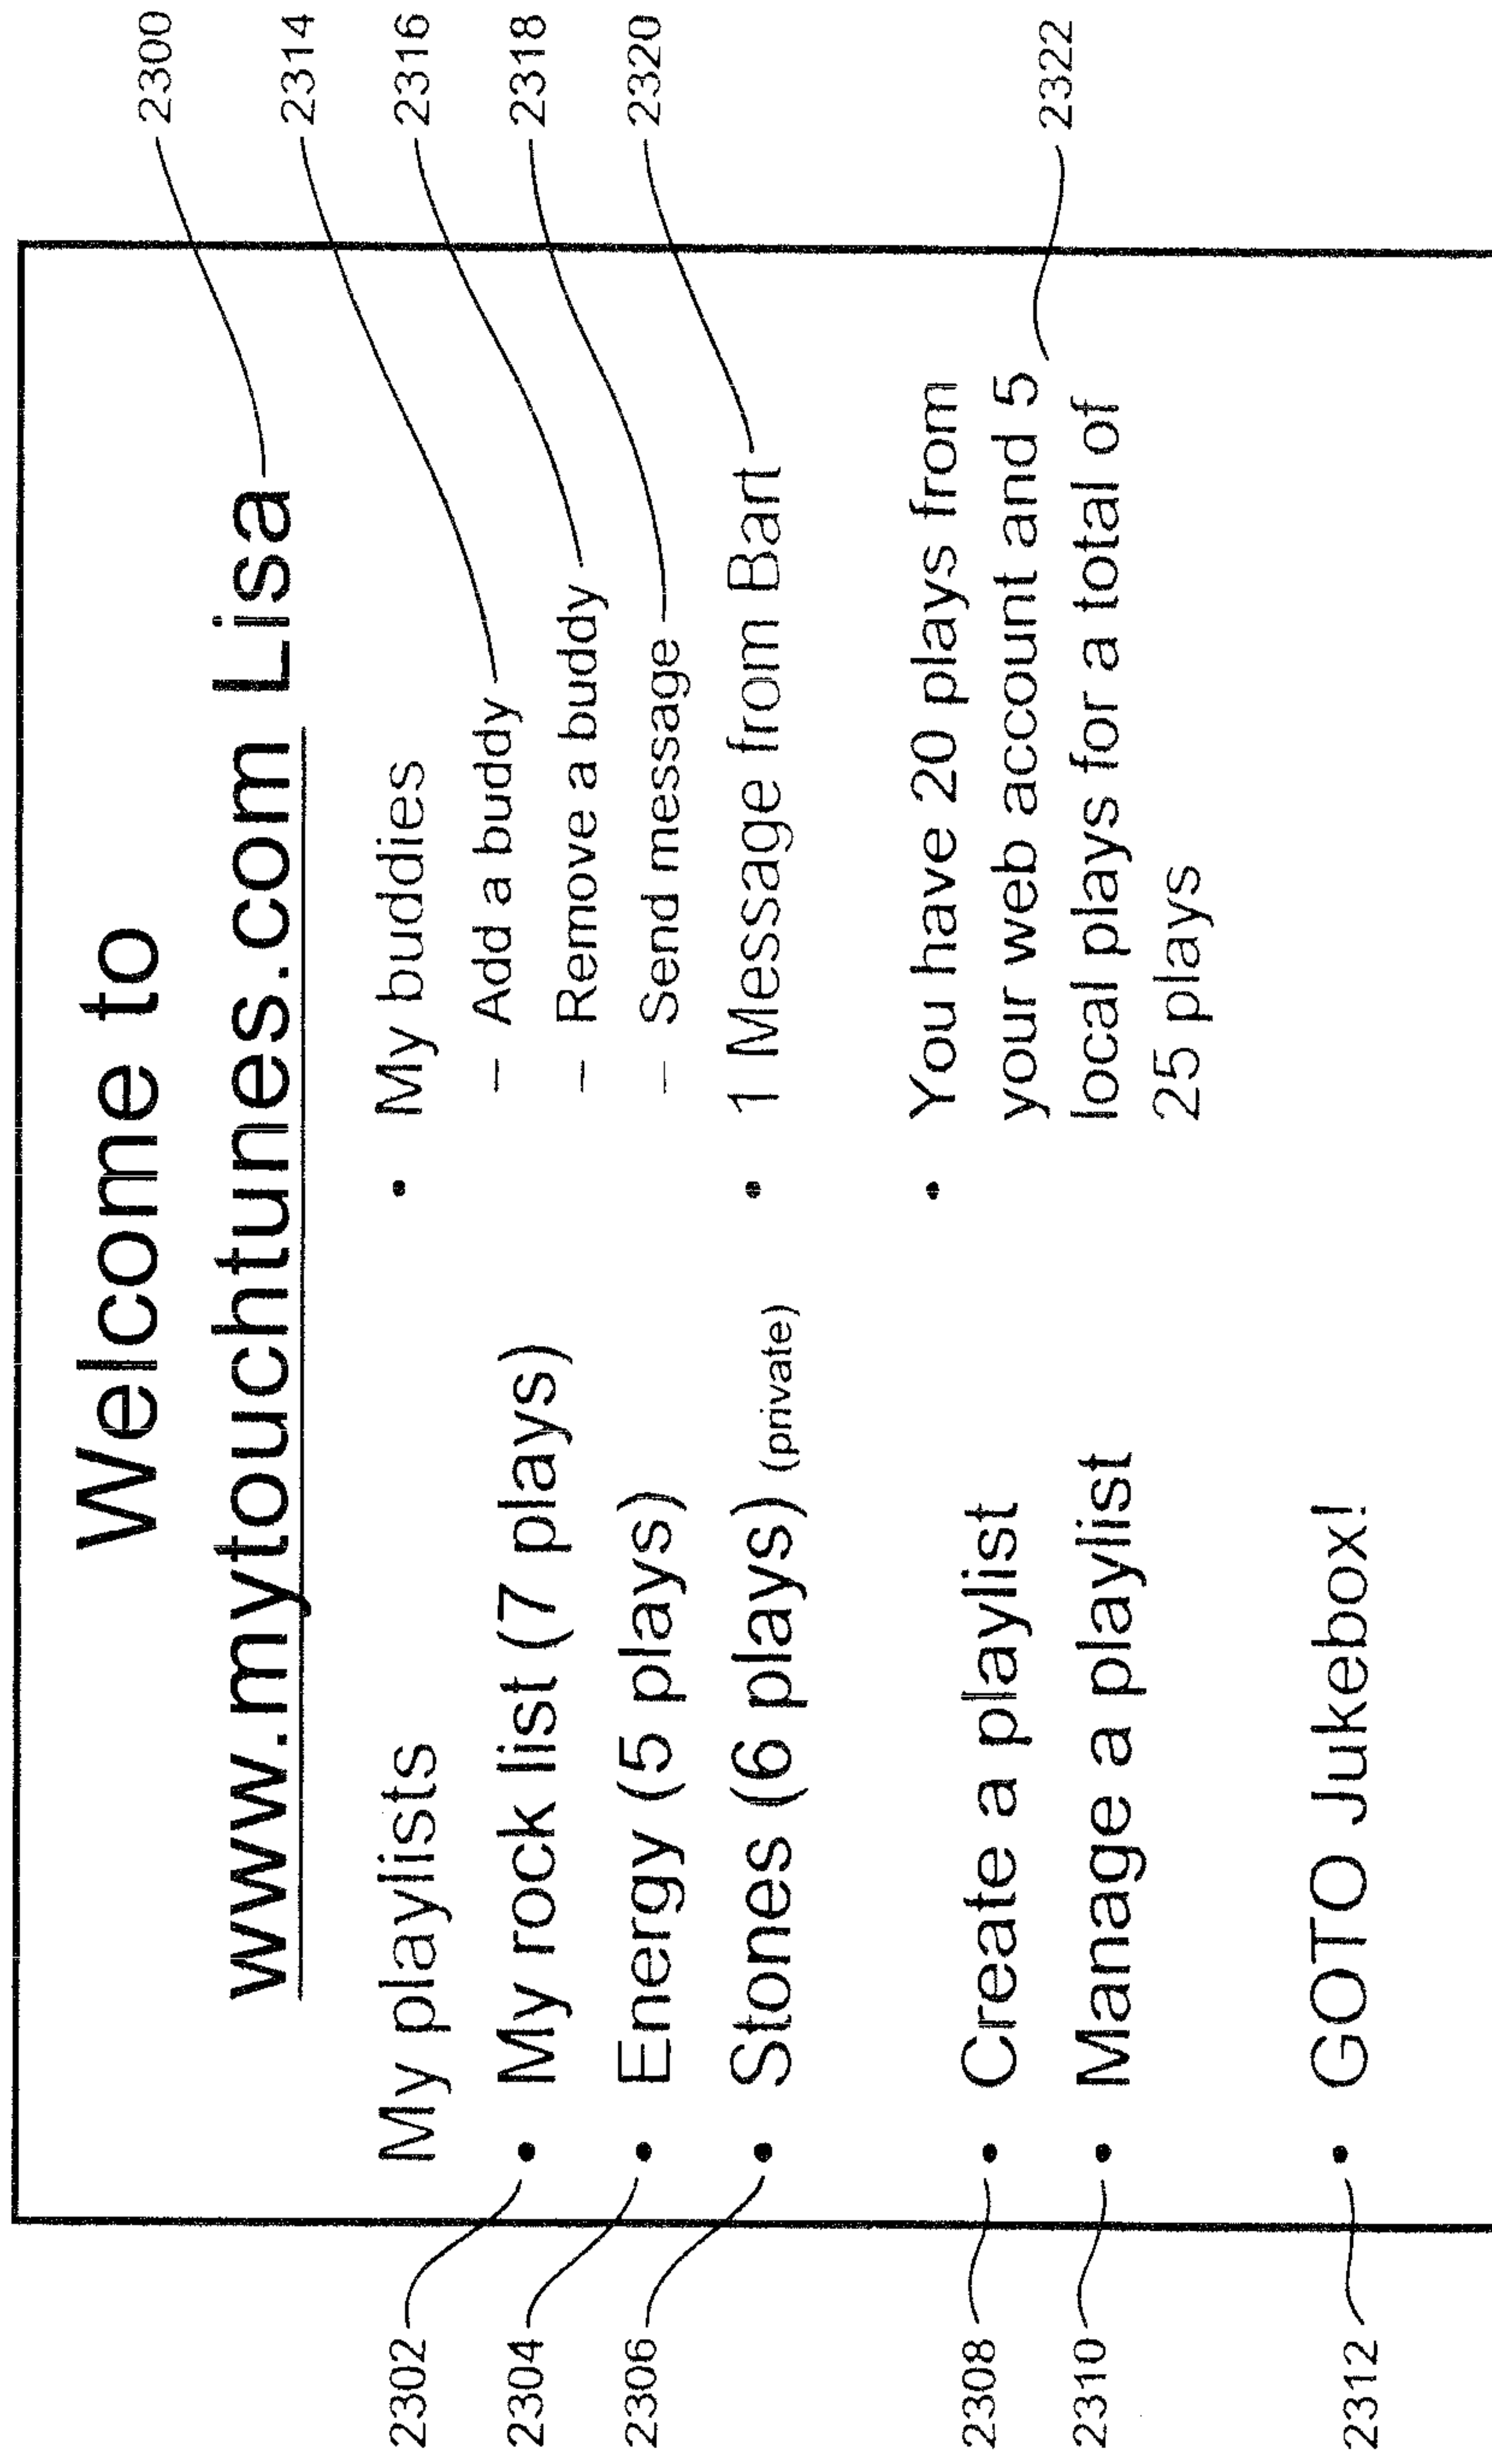 Welcome to
www.mytouchtunes.com Lisa
2300
My playlists
2302
• My rock list (7 plays)
2304
• Energy (5 plays)
2306
• Stones (6 plays) (private)
2308
• Create a playlist
2310
• Manage a playlist
2312
• GOTO Jukebox!
• My buddies
– Add a buddy
2314
– Remove a buddy
2316
– Send message
2318
• 1 Message from Bart
2320
• You have 20 plays from
your web account and 5
2322
local plays for a total of
25 plays